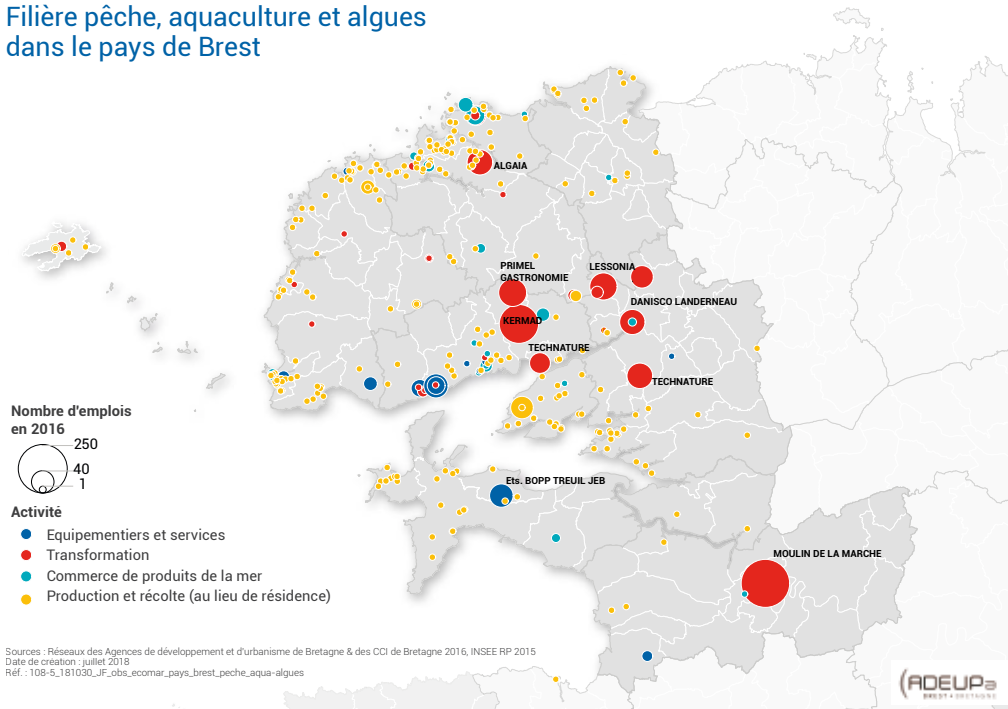 Filière pêche, aquaculture et algues
dans le pays de Brest
ALGAIA
PRIMEL
GASTRONOMIE
LESSONIA
DANISCO LANDERNEAU
KERMAD
TECHNATURE
TECHNATURE
Ets. BOPP TREUIL JEB
MOULIN DE LA MARCHE
Nombre d'emplois
en 2016
250
40
1
Activité
Equipementiers et services
Transformation
Commerce de produits de la mer
Production et récolte (au lieu de résidence)
Sources : Réseaux des Agences de développement et d'urbanisme de Bretagne & des CCI de Bretagne 2016, INSEE RP 2015
Date de création : juillet 2018
Réf. : 108-5_181030_JF_obs_ecomar_pays_brest_peche_aqua-algues
ADEUPa
BREST • BRETAGNE